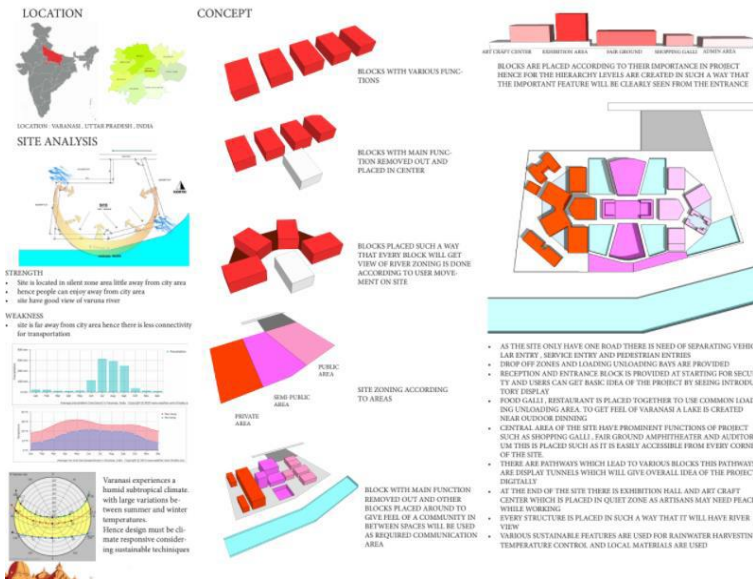 LOCATION
LOCATION : VARANASI , UTTAR PRADESH , INDIA
SITE ANALYSIS
SITE
STRENGTH
• Site is located in silent zone area little away from city area
• hence people can enjoy away from city area
• site have good view of varuna river
WEAKNESS
• site is far away from city area hence there is less connectivity
for transportation
Varanasi experiences a
humid subtropical climate
with large variations be-
tween summer and winter
temperatures.
Hence design must be cli-
mate responsive consider-
ing sustainable techiniques
CONCEPT
BLOCKS WITH VARIOUS FUNC-
TIONS
BLOCKS WITH MAIN FUNC-
TION REMOVED OUT AND
PLACED IN CENTER
BLOCKS PLACED SUCH A WAY
THAT EVERY BLOCK WILL GET
VIEW OF RIVER ZONING IS DONE
ACCORDING TO USER MOVE-
MENT ON SITE
PUBLIC
AREA
SEMI-PUBLIC
AREA
PRIVATE
AREA
SITE ZONING ACCORDING
TO AREAS
BLOCK WITH MAIN FUNCTION
REMOVED OUT AND OTHER
BLOCKS PLACED AROUND TO
GIVE FEEL OF A COMMUNITY IN
BETWEEN SPACES WILL BE USED
AS REQUIRED COMMUNICATION
AREA
ART CRAFT CENTER EXHIBITION AREA FAIR GROUND SHOPPING GALLI ADMIN AREA
BLOCKS ARE PLACED ACCORDING TO THEIR IMPORTANCE IN PROJECT
HENCE FOR THE HIERARCHY LEVELS ARE CREATED IN SUCH A WAY THAT
THE IMPORTANT FEATURE WILL BE CLEARLY SEEN FROM THE ENTRANCE
• AS THE SITE ONLY HAVE ONE ROAD THERE IS NEED OF SEPARATING VEHIC
LAR ENTRY , SERVICE ENTRY AND PEDESTRIAN ENTRIES
• DROP OFF ZONES AND LOADING UNLOADING BAYS ARE PROVIDED
• RECEPTION AND ENTRANCE BLOCK IS PROVIDED AT STARTING FOR SECU
TY AND USERS CAN GET BASIC IDEA OF THE PROJECT BY SEEING INTRODU
TORY DISPLAY
• FOOD GALLI , RESTAURANT IS PLACED TOGETHER TO USE COMMON LOAD
ING UNLOADING AREA. TO GET FEEL OF VARANASI A LAKE IS CREATED
NEAR OUTDOOR DINNING
• CENTRAL AREA OF THE SITE HAVE PROMINENT FUNCTIONS OF PROJECT
SUCH AS SHOPPING GALLI , FAIR GROUND AMPHITHEATER AND AUDITOR
UM THIS IS PLACED SUCH AS IT IS EASILY ACCESSIBLE FROM EVERY CORNE
OF THE SITE.
• THERE ARE PATHWAYS WHICH LEAD TO VARIOUS BLOCKS THIS PATHWAYS
ARE DISPLAY TUNNELS WHICH WILL GIVE OVERALL IDEA OF THE PROJECT
DIGITALLY
• AT THE END OF THE SITE THERE IS EXHIBITION HALL AND ART CRAFT
CENTER WHICH IS PLACED IN QUIET ZONE AS ARTISANS MAY NEED PEACE
WHILE WORKING
• EVERY STRUCTURE IS PLACED IN SUCH A WAY THAT IT WILL HAVE RIVER
VIEW
• VARIOUS SUSTAINABLE FEATURES ARE USED FOR RAINWATER HARVESTIN
TEMPERATURE CONTROL AND LOCAL MATERIALS ARE USED